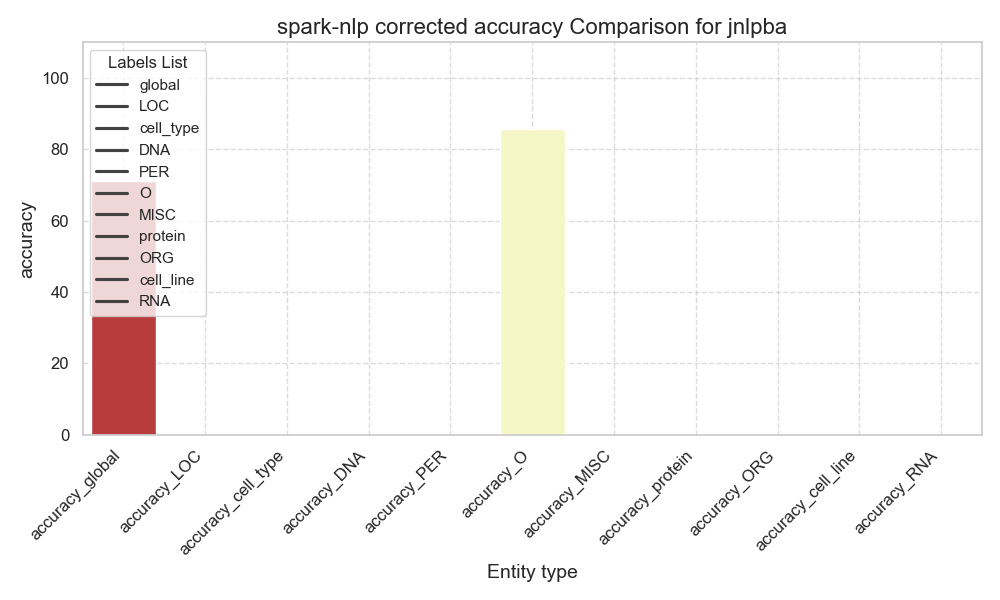 spark-nlp corrected accuracy Comparison for jnlpba
Labels List
global
LOC
cell_type
DNA
PER
O
MISC
protein
ORG
cell_line
RNA
accuracy
100
80
60
40
20
0
accuracy_global
accuracy_LOC
accuracy_cell_type
accuracy_DNA
accuracy_PER
accuracy_O
accuracy_MISC
accuracy_protein
accuracy_ORG
accuracy_cell_line
accuracy_RNA
Entity type